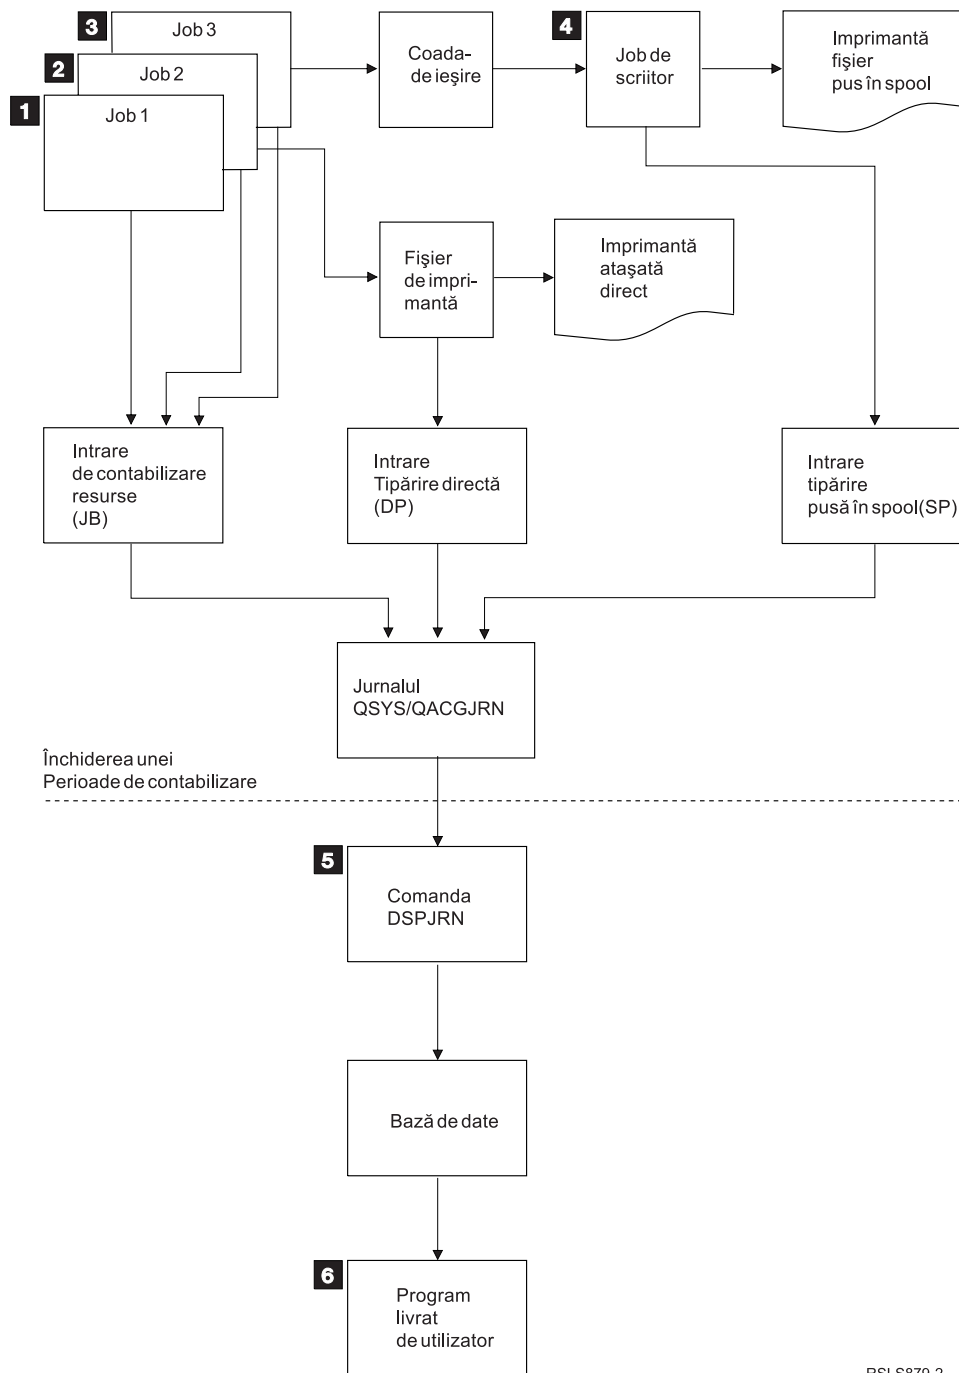 3
Job 3
2
Job 2
1
Job 1
Coada-
de ieşire
4
Job de
scriitor
Imprimantă
fişier
pus în spool
Fişier
de impri-
mantă
Imprimantă
ataşată
direct
Intrare
de contabilizare
resurse
(JB)
Intrare
Tipărire directă
(DP)
Intrare
tipărire
pusă în spool(SP)
Jurnalul
QSYS/QACGJRN
Închiderea unei
Perioade de contabilizare
5
Comanda
DSPJRN
Bază de date
6
Program
livrat
de utilizator